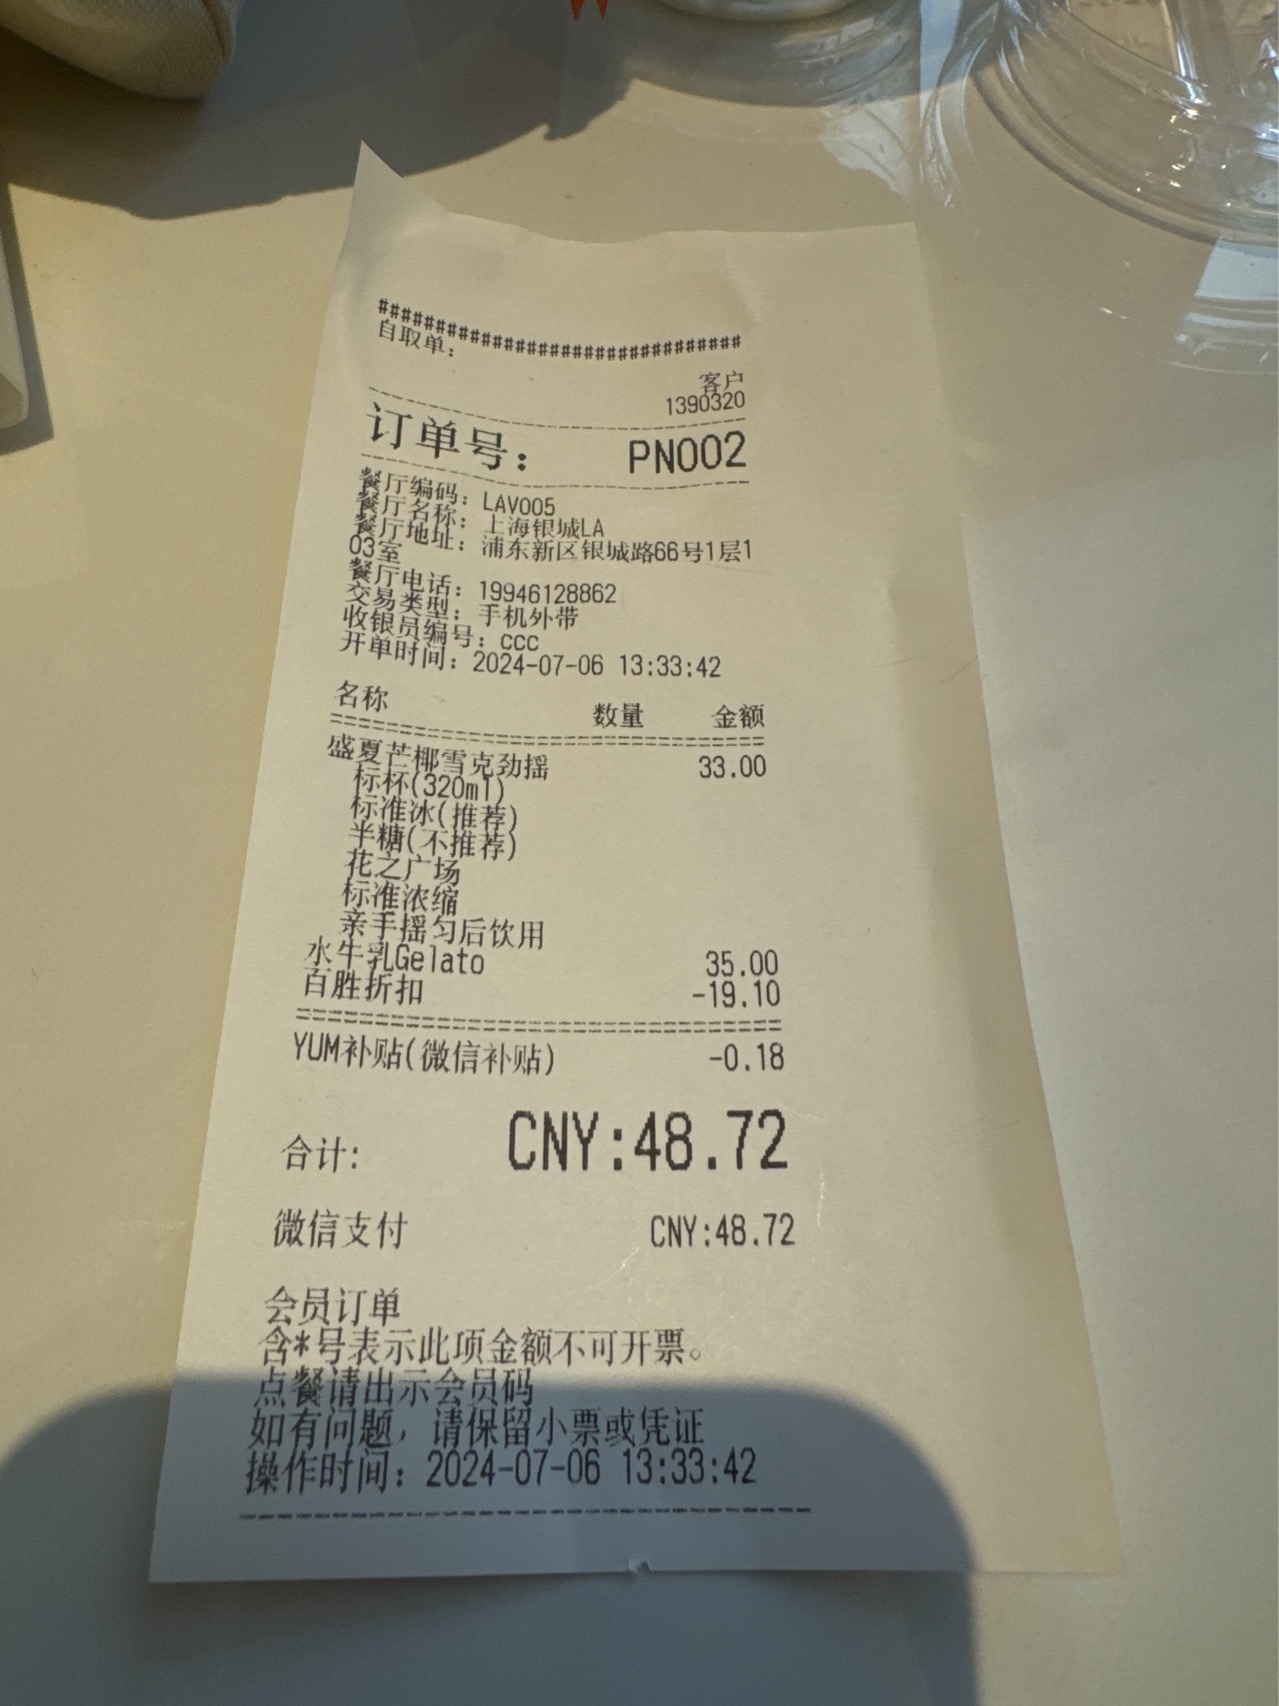 ################################
自取单：
客户
1390320
订单号： PN002
餐厅编码：LAV005
餐厅名称：上海银城LA
餐厅地址：浦东新区银城路66号1层1
03室
餐厅电话：19946128862
交易类型：手机外带
收银员编号：ccc
开单时间：2024-07-06 13:33:42
名称 数量 金额
盛夏芒椰雪克劲摇 33.00
标杯(320ml)
标准冰(推荐)
半糖(不推荐)
花之广场
标准浓缩
亲手摇匀后饮用
水牛乳Gelato 35.00
百胜折扣 -19.10
YUM补贴(微信补贴) -0.18
合计: CNY:48.72
微信支付 CNY:48.72
会员订单
含*号表示此项金额不可开票。
点餐请出示会员码
如有问题，请保留小票或凭证
操作时间：2024-07-06 13:33:42